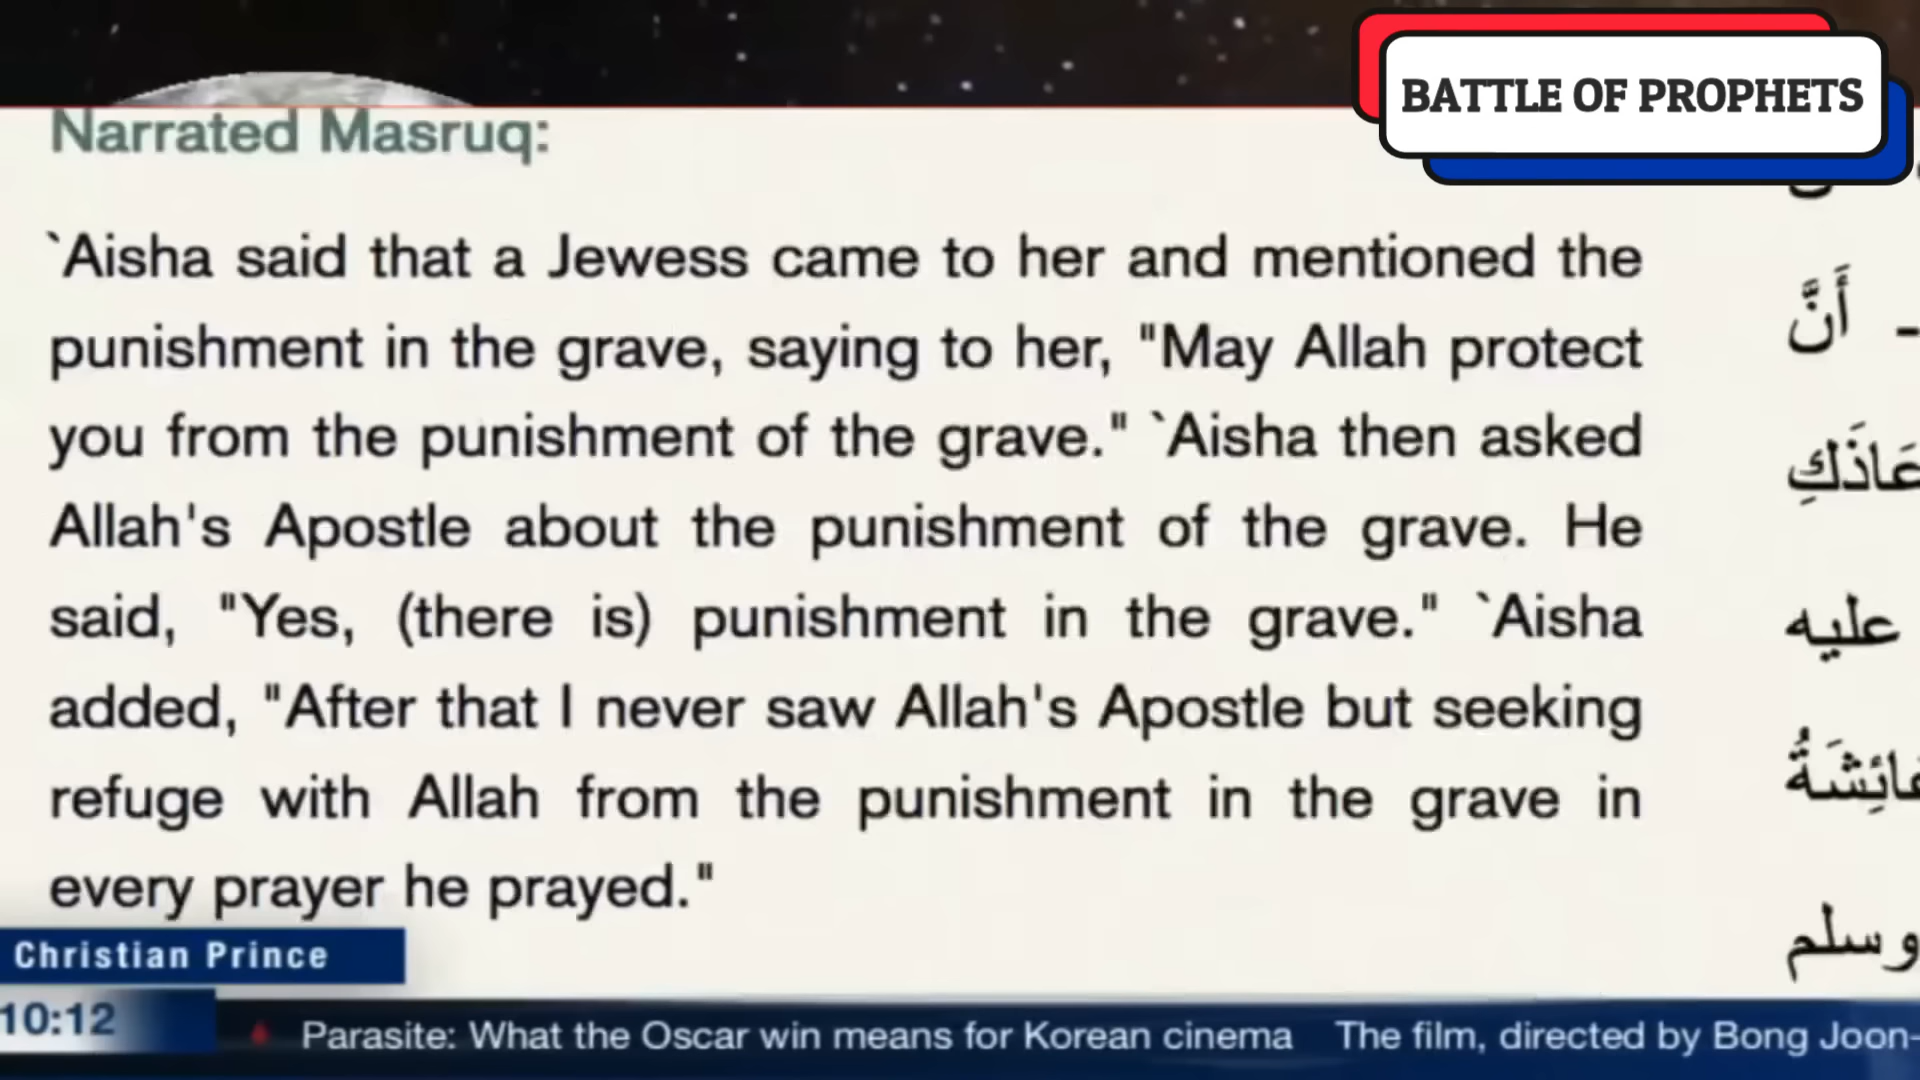 BATTLE OF PROPHETS
Narrated Masruq:
`Aisha said that a Jewess came to her and mentioned the
punishment in the grave, saying to her, "May Allah protect
you from the punishment of the grave." `Aisha then asked
Allah's Apostle about the punishment of the grave. He
said, "Yes, (there is) punishment in the grave." `Aisha
added, "After that I never saw Allah's Apostle but seeking
refuge with Allah from the punishment in the grave in
every prayer he prayed."
- أَنَّ
عليه
وسلم
Christian Prince
10:12
Parasite: What the Oscar win means for Korean cinema The film, directed by Bong Joon-